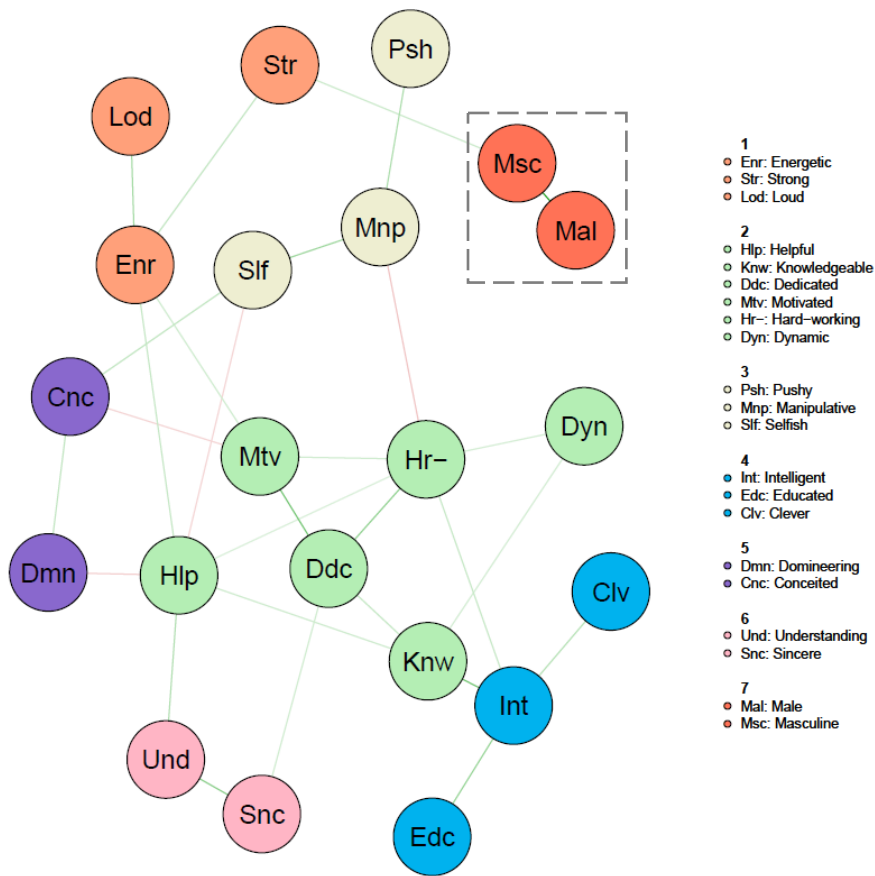 Psh
Str
Lod
Msc
Mnp
Mal
Enr
Slf
Cnc
Dyn
Mtv
Hr−
Dmn
Hlp
Ddc
Clv
Knw
Int
Und
Snc
Edc
1
Enr: Energetic
Str: Strong
Lod: Loud
2
Hlp: Helpful
Knw: Knowledgeable
Ddc: Dedicated
Mtv: Motivated
Hr−: Hard−working
Dyn: Dynamic
3
Psh: Pushy
Mnp: Manipulative
Slf: Selfish
4
Int: Intelligent
Edc: Educated
Clv: Clever
5
Dmn: Domineering
Cnc: Conceited
6
Und: Understanding
Snc: Sincere
7
Mal: Male
Msc: Masculine